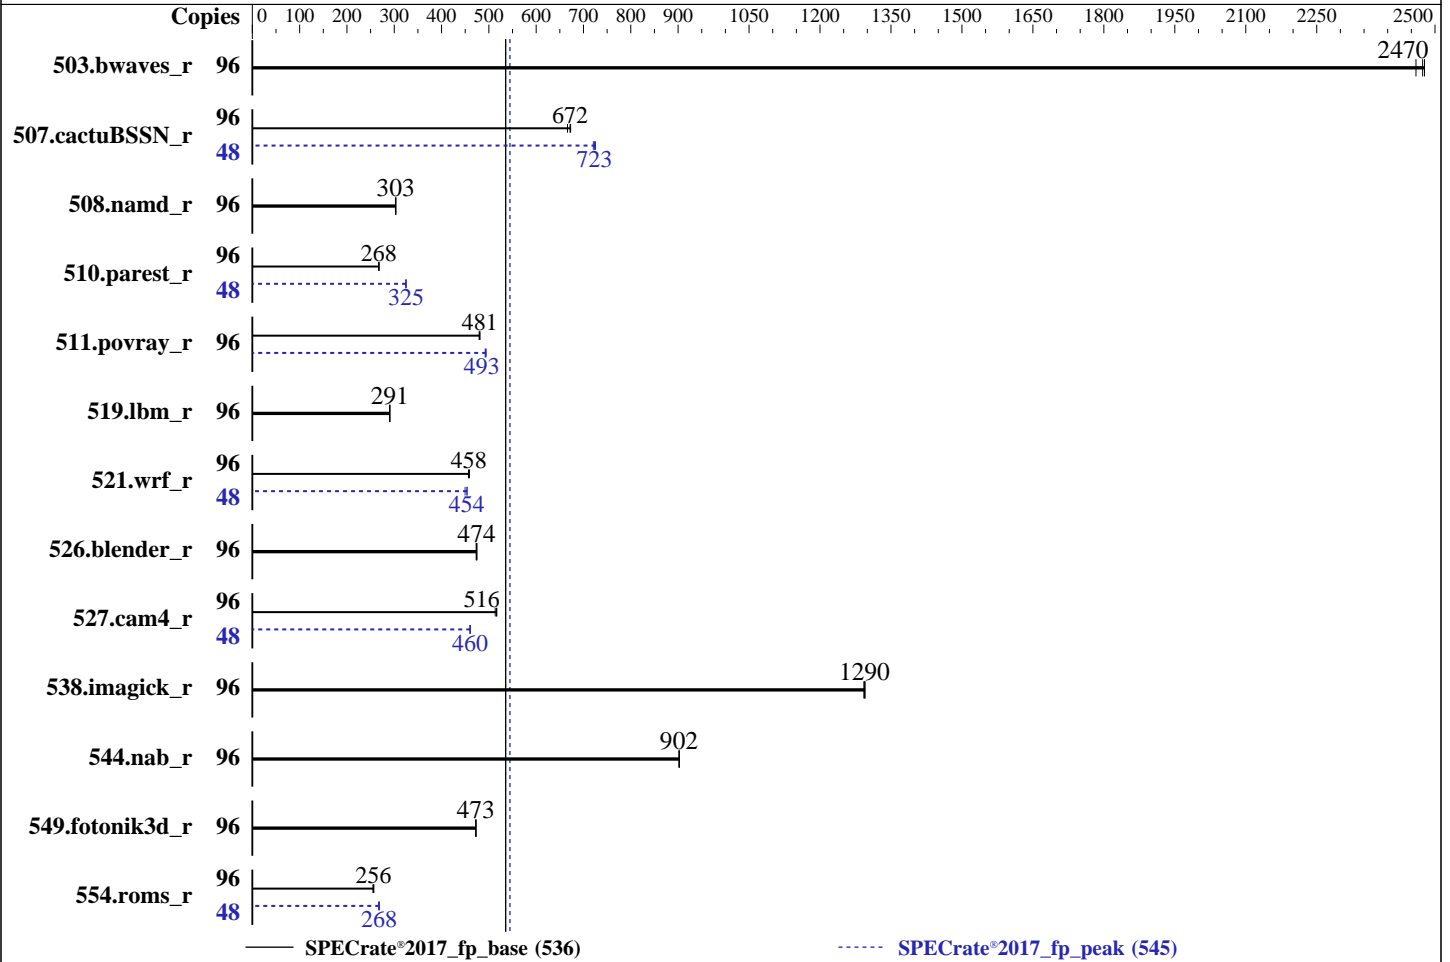 Copies 0 100 200 300 400 500 600 700 800 900 1050 1200 1350 1500 1650 1800 1950 2100 2250 2500
503.bwaves_r 96 2470
507.cactuBSSN_r 96 672
48 723
508.namd_r 96 303
510.parest_r 96 268
48 325
511.povray_r 96 481
493
519.lbm_r 96 291
521.wrf_r 96 458
48 454
526.blender_r 96 474
527.cam4_r 96 516
48 460
538.imagick_r 96 1290
544.nab_r 96 902
549.fotonik3d_r 96 473
554.roms_r 96 256
48 268
SPECrate®2017_fp_base (536) SPECrate®2017_fp_peak (545)